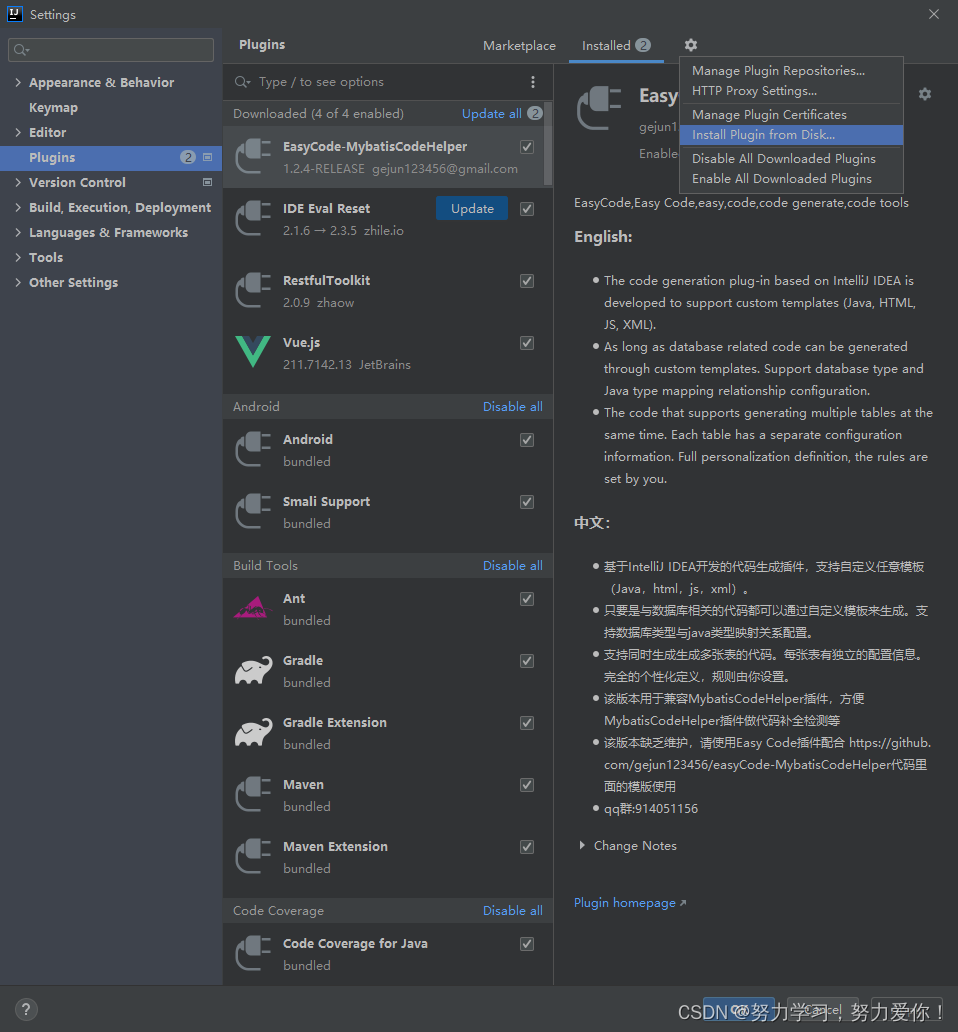 Settings
Plugins
Marketplace
Installed 2
Appearance & Behavior
Keymap
Editor
Plugins 2
Version Control
Build, Execution, Deployment
Languages & Frameworks
Tools
Other Settings
Type / to see options
Downloaded (4 of 4 enabled) Update all 2
EasyCode-MybatisCodeHelper
1.2.4-RELEASE gejun123456@gmail.com
IDE Eval Reset Update
2.1.6 → 2.3.5 zhile.io
RestfulToolkit
2.0.9 zhaow
Vue.js
211.7142.13 JetBrains
Android Disable all
Android
bundled
Smali Support
bundled
Build Tools Disable all
Ant
bundled
Gradle
bundled
Gradle Extension
bundled
Maven
bundled
Maven Extension
bundled
Code Coverage Disable all
Code Coverage for Java
bundled
Manage Plugin Repositories...
HTTP Proxy Settings...
Manage Plugin Certificates
Install Plugin from Disk...
Disable All Downloaded Plugins
Enable All Downloaded Plugins
Easy
gejun1
Enable
EasyCode,Easy Code,easy,code,code generate,code tools
English:
• The code generation plug-in based on IntelliJ IDEA is
developed to support custom templates (Java, HTML,
JS, XML).
• As long as database related code can be generated
through custom templates. Support database type and
Java type mapping relationship configuration.
• The code that supports generating multiple tables at the
same time. Each table has a separate configuration
information. Full personalization definition, the rules are
set by you.
中文：
• 基于IntelliJ IDEA开发的代码生成插件，支持自定义任意模板
（Java，html，js，xml）。
• 只要是与数据库相关的代码都可以通过自定义模板来生成。支
持数据库类型与java类型映射关系配置。
• 支持同时生成生成多张表的代码。每张表有独立的配置信息。
完全的个性化定义，规则由你设置。
• 该版本用于兼容MybatisCodeHelper插件，方便
MybatisCodeHelper插件做代码补全检测等
• 该版本缺乏维护，请使用Easy Code插件配合 https://github.
com/gejun123456/easyCode-MybatisCodeHelper代码里
面的模版使用
• qq群:914051156
Change Notes
Plugin homepage ↗
?
OK
Cancel
CSDN @努力学习，努力爱你！